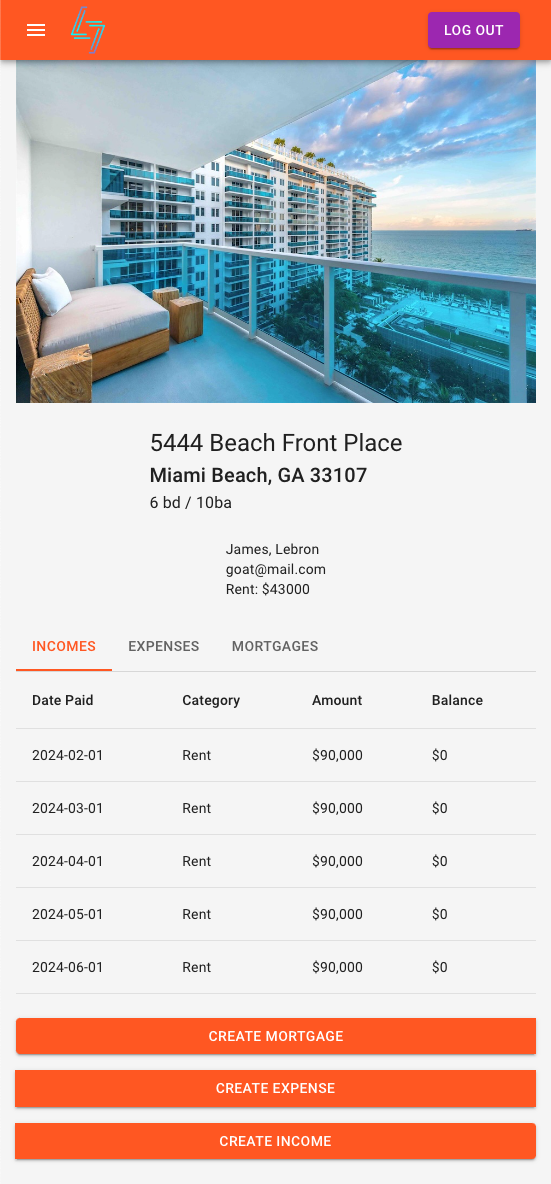 LOG OUT
5444 Beach Front Place
Miami Beach, GA 33107
6 bd / 10ba
James, Lebron
goat@mail.com
Rent: $43000
INCOMES EXPENSES MORTGAGES
Date Paid Category Amount Balance
2024-02-01 Rent $90,000 $0
2024-03-01 Rent $90,000 $0
2024-04-01 Rent $90,000 $0
2024-05-01 Rent $90,000 $0
2024-06-01 Rent $90,000 $0
CREATE MORTGAGE
CREATE EXPENSE
CREATE INCOME